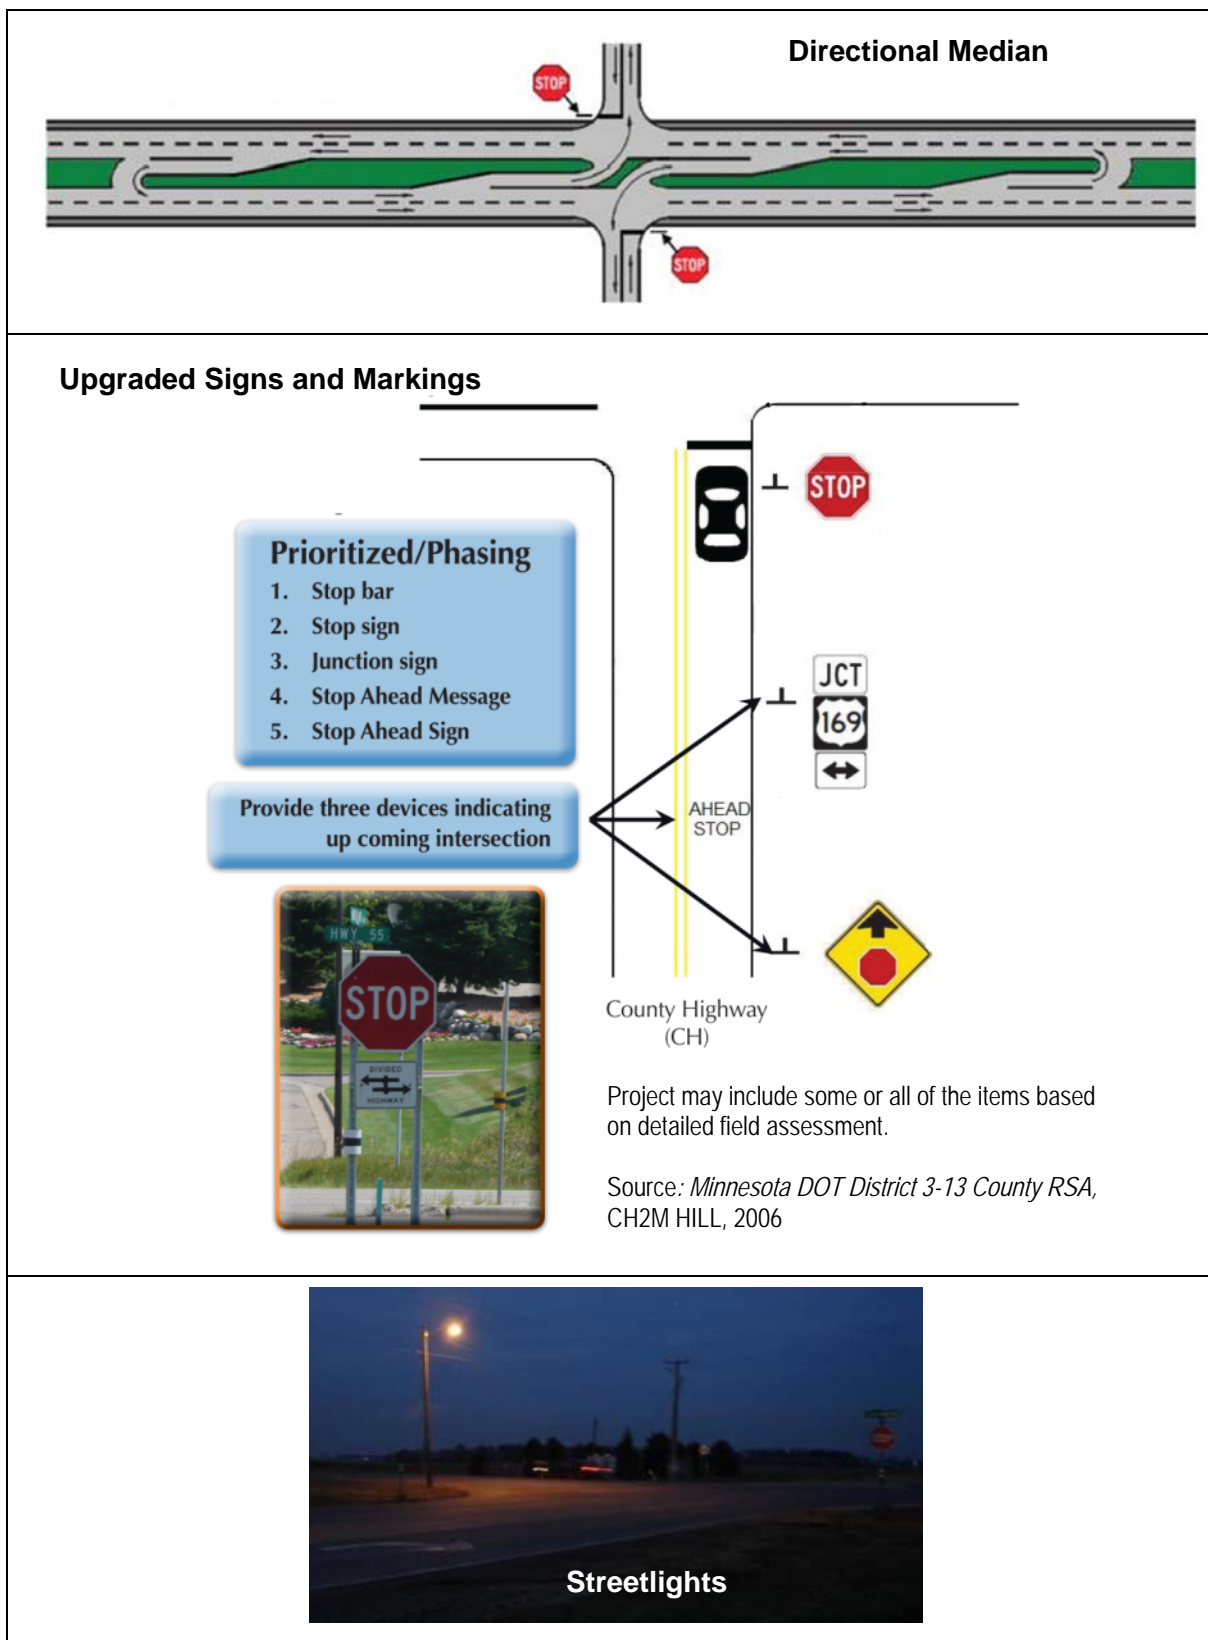 Directional Median
STOP
STOP
Upgraded Signs and Markings
STOP
Prioritized/Phasing
1. Stop bar
2. Stop sign
3. Junction sign
4. Stop Ahead Message
5. Stop Ahead Sign
JCT
169
Provide three devices indicating
up coming intersection
AHEAD
STOP
HWY 55
STOP
DIVIDED
HIGHWAY
County Highway
(CH)
Project may include some or all of the items based
on detailed field assessment.
Source: Minnesota DOT District 3-13 County RSA,
CH2M HILL, 2006
Streetlights